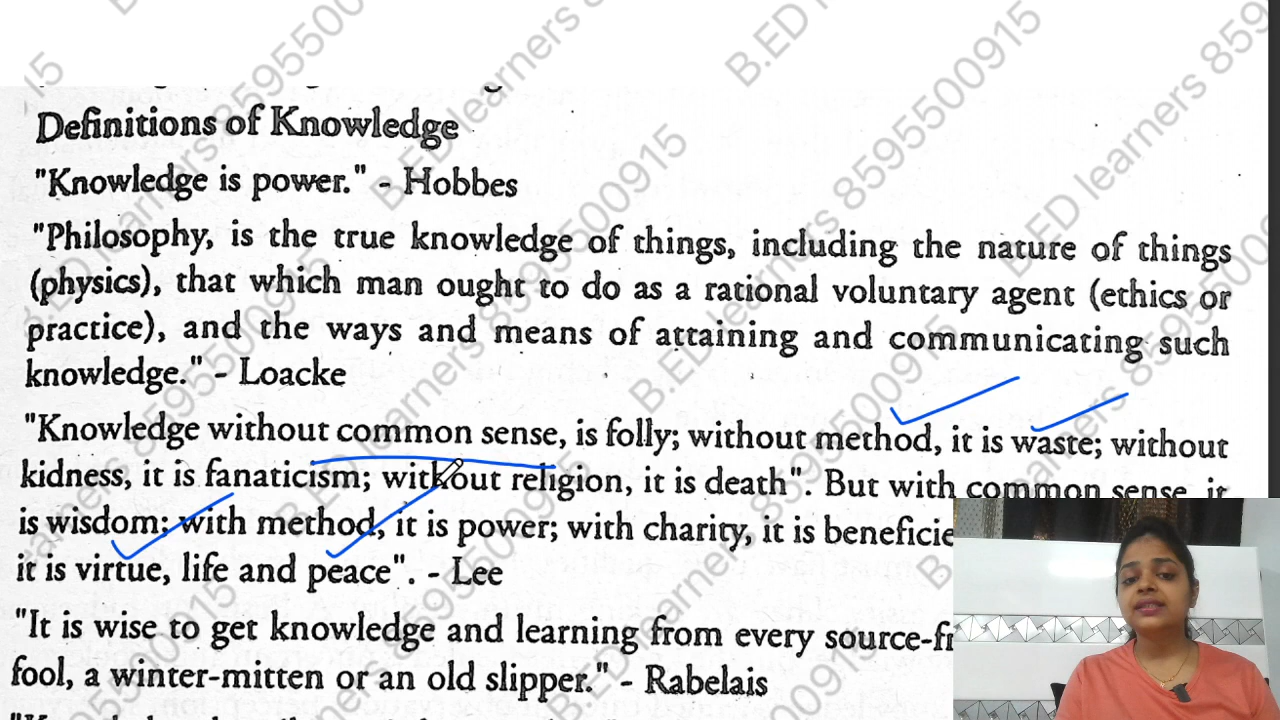 Definitions of Knowledge
"Knowledge is power." - Hobbes
"Philosophy, is the true knowledge of things, including the nature of things
(physics), that which man ought to do as a rational voluntary agent (ethics or
practice), and the ways and means of attaining and communicating such
knowledge." - Loacke
"Knowledge without common sense, is folly; without method, it is waste; without
kidness, it is fanaticism; without religion, it is death". But with common sense, it
is wisdom; with method, it is power; with charity, it is beneficie
it is virtue, life and peace". - Lee
"It is wise to get knowledge and learning from every source-fr
fool, a winter-mitten or an old slipper." - Rabelais
B.ED learners 8595500915